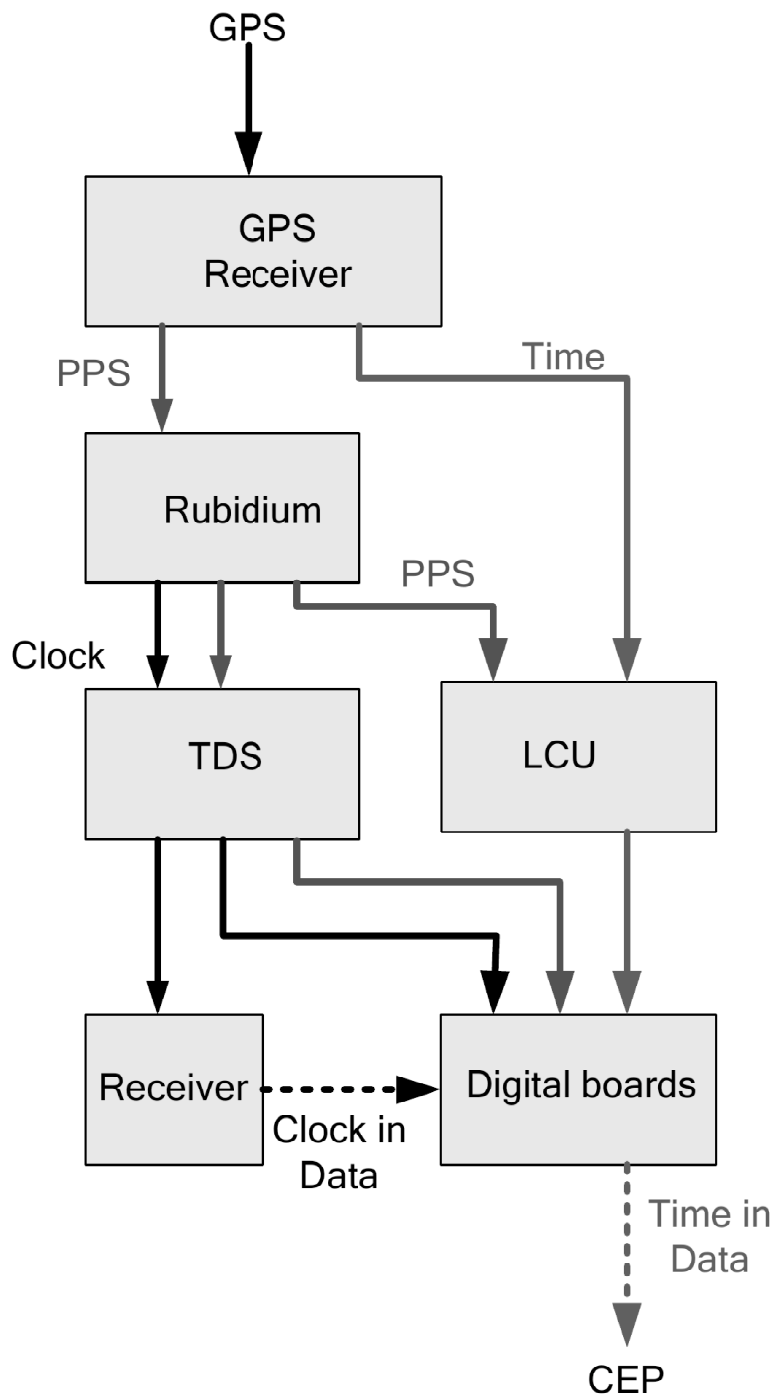 GPS
GPS
Receiver
Time
PPS
Rubidium
PPS
Clock
TDS
LCU
Receiver
Digital boards
Clock in
Data
Time in
Data
CEP